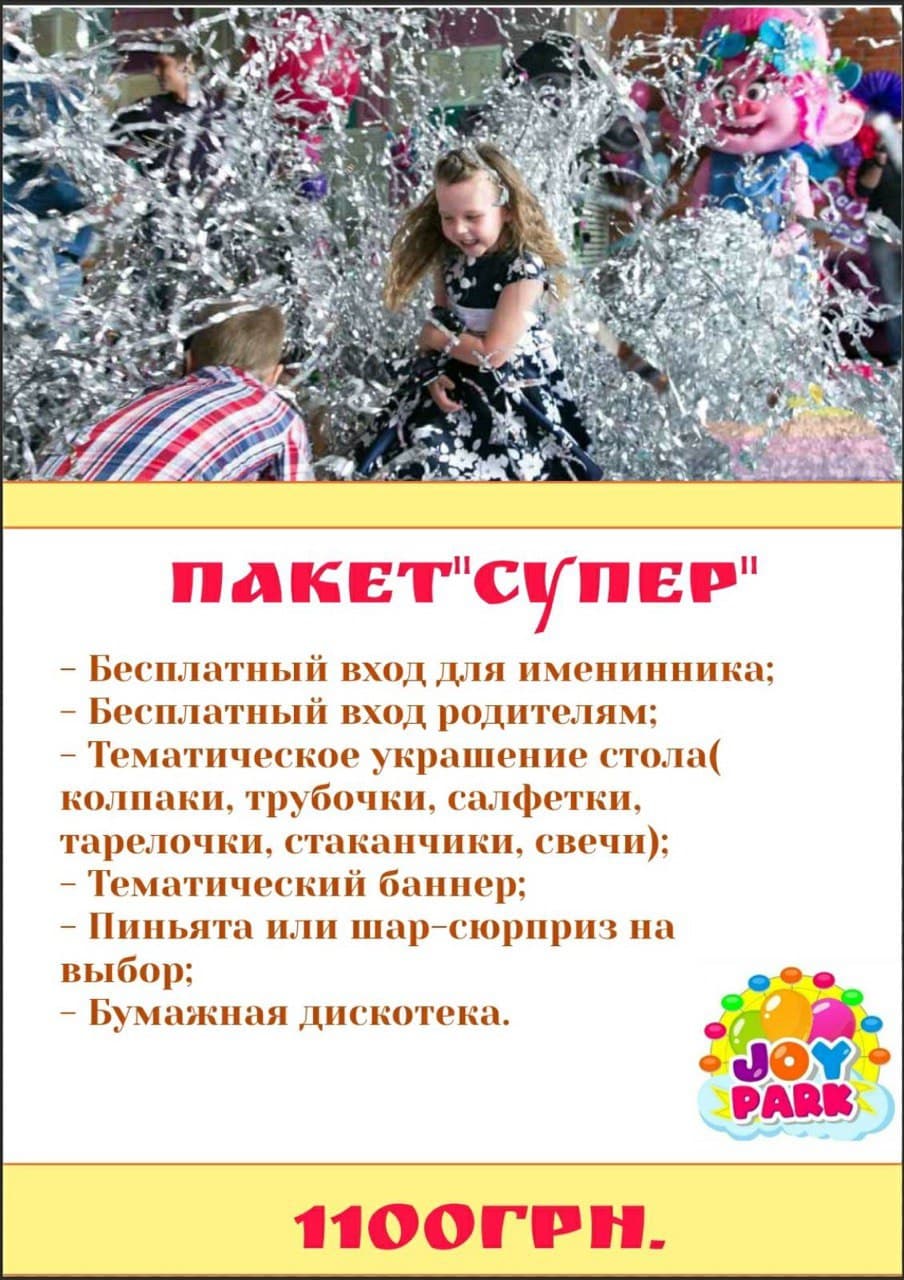 ПАКЕТ"СУПЕР"
- Бесплатный вход для именинника;
- Бесплатный вход родителям;
- Тематическое украшение стола(
колпаки, трубочки, салфетки,
тарелочки, стаканчики, свечи);
- Тематический баннер;
- Пиньята или шар-сюрприз на
выбор;
- Бумажная дискотека.
JOY
PARK
1100ГРН.